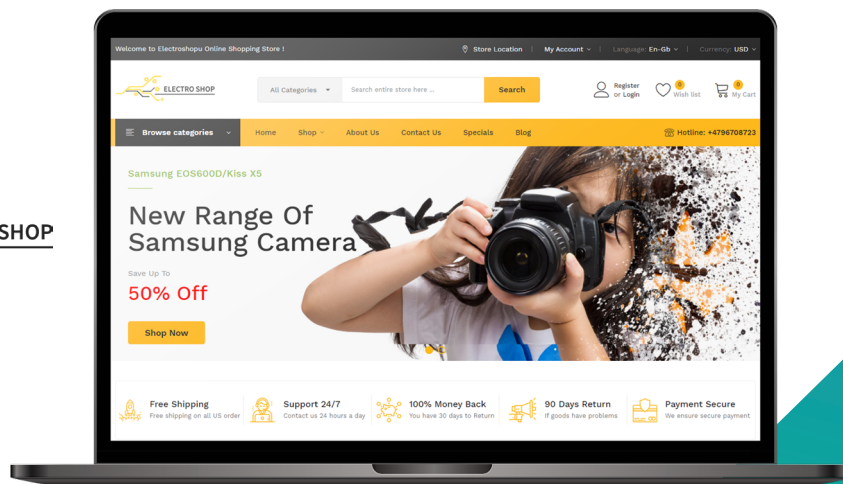 Welcome to Electroshopu Online Shopping Store !
Store Location
My Account
Language: En-Gb
Currency: USD
ELECTRO SHOP
All Categories
Search entire store here ...
Search
Register
or Login
0
Wish list
0
My Cart
Browse categories
Home
Shop
About Us
Contact Us
Specials
Blog
Hotline: +4796708723
Samsung EOS600D/Kiss X5
New Range Of
Samsung Camera
SHOP
Save Up To
50% Off
Shop Now
Free Shipping
Free shipping on all US order
Support 24/7
Contact us 24 hours a day
100% Money Back
You have 30 days to Return
90 Days Return
If goods have problems
Payment Secure
We ensure secure payment